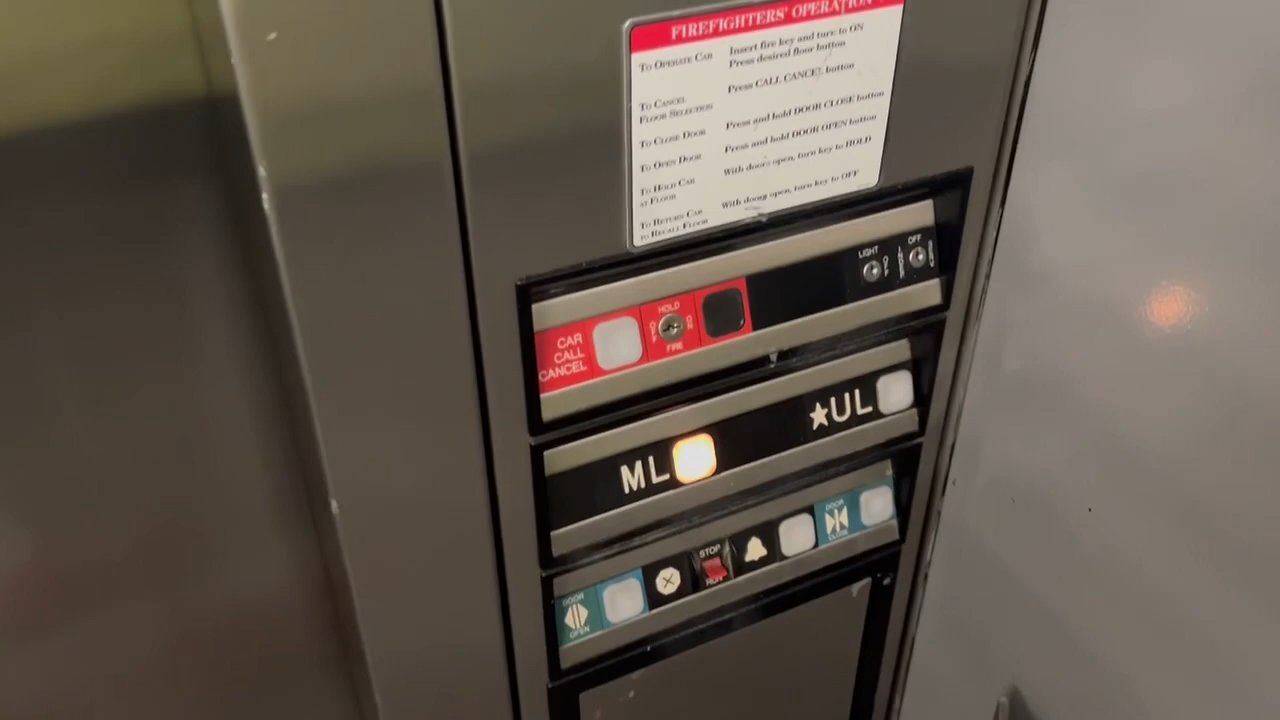 FIREFIGHTERS' OPERATION
TO OPERATE CAR Insert fire key and turn to ON
Press desired floor button
TO CANCEL Press CALL CANCEL button
FLOOR SELECTION
TO CLOSE DOOR Press and hold DOOR CLOSE button
TO OPEN DOOR Press and hold DOOR OPEN button
TO HOLD CAR With doors open, turn key to HOLD
AT FLOOR
TO RETURN CAR With doors open, turn key to OFF
TO RECALL FLOOR
LIGHT
OFF
OFF
CAR
CALL
CANCEL
HOLD
OFF
ON
FIRE
ML
★UL
DOOR
OPEN
STOP
RUN
DOOR
CLOSE